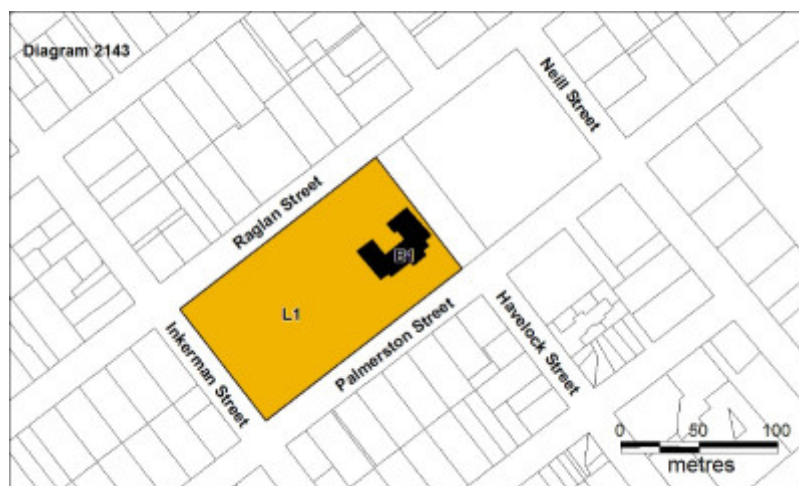 Diagram 2143
Neill Street
Raglan Street
B1
L1
Inkerman Street
Palmerston Street
Havelock Street
0 50 100
metres